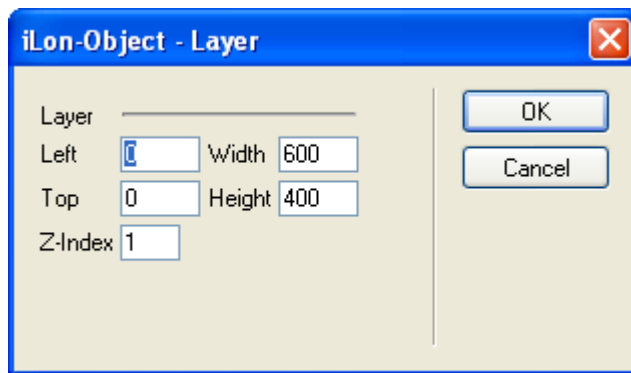 iLon-Object - Layer
Layer
Left 0 Width 600
Top 0 Height 400
Z-Index 1
OK
Cancel